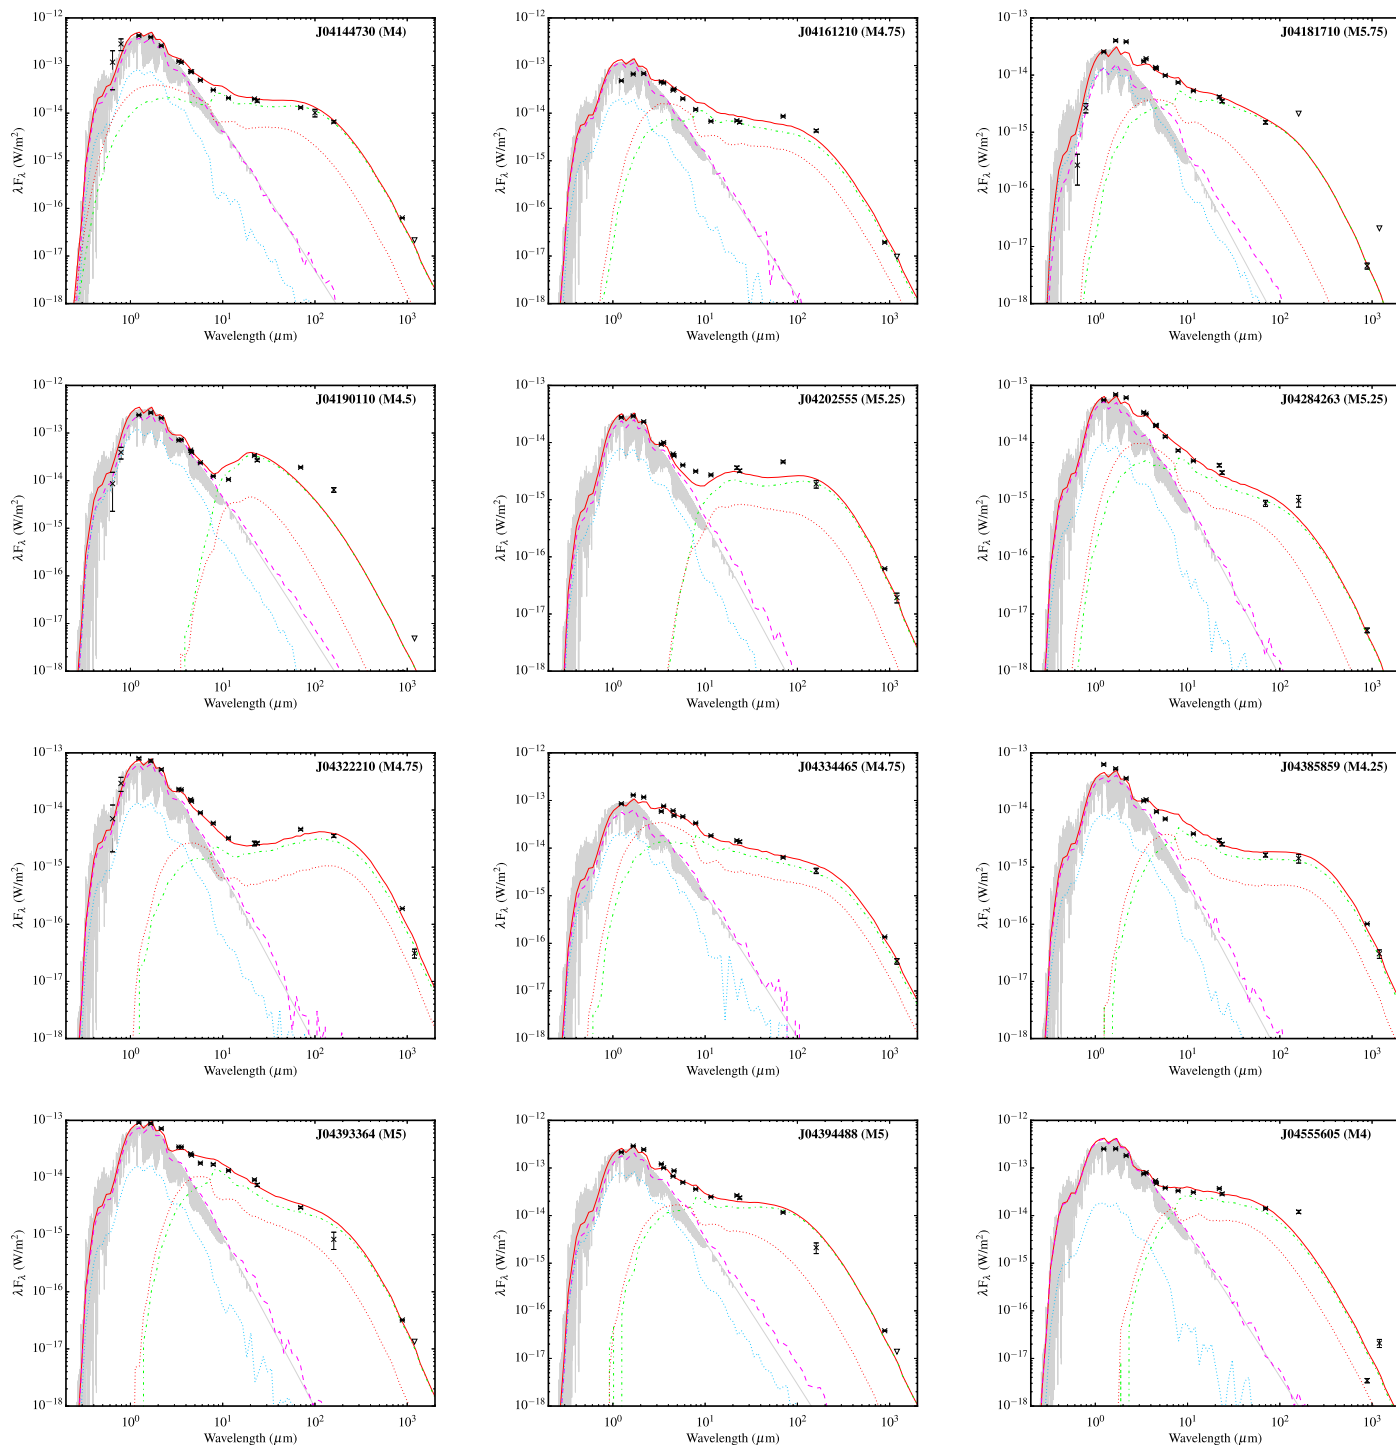 J04144730 (M4)
10⁻¹²
10⁻¹³
10⁻¹⁴
10⁻¹⁵
10⁻¹⁶
10⁻¹⁷
10⁻¹⁸
λF_λ (W/m²)
10⁰ 10¹ 10² 10³
Wavelength (μm)
J04161210 (M4.75)
10⁻¹²
10⁻¹³
10⁻¹⁴
10⁻¹⁵
10⁻¹⁶
10⁻¹⁷
10⁻¹⁸
λF_λ (W/m²)
10⁰ 10¹ 10² 10³
Wavelength (μm)
J04181710 (M5.75)
10⁻¹³
10⁻¹⁴
10⁻¹⁵
10⁻¹⁶
10⁻¹⁷
10⁻¹⁸
λF_λ (W/m²)
10⁰ 10¹ 10² 10³
Wavelength (μm)
J04190110 (M4.5)
10⁻¹²
10⁻¹³
10⁻¹⁴
10⁻¹⁵
10⁻¹⁶
10⁻¹⁷
10⁻¹⁸
λF_λ (W/m²)
10⁰ 10¹ 10² 10³
Wavelength (μm)
J04202555 (M5.25)
10⁻¹³
10⁻¹⁴
10⁻¹⁵
10⁻¹⁶
10⁻¹⁷
10⁻¹⁸
λF_λ (W/m²)
10⁰ 10¹ 10² 10³
Wavelength (μm)
J04284263 (M5.25)
10⁻¹³
10⁻¹⁴
10⁻¹⁵
10⁻¹⁶
10⁻¹⁷
10⁻¹⁸
λF_λ (W/m²)
10⁰ 10¹ 10² 10³
Wavelength (μm)
J04322210 (M4.75)
10⁻¹³
10⁻¹⁴
10⁻¹⁵
10⁻¹⁶
10⁻¹⁷
10⁻¹⁸
λF_λ (W/m²)
10⁰ 10¹ 10² 10³
Wavelength (μm)
J04334465 (M4.75)
10⁻¹²
10⁻¹³
10⁻¹⁴
10⁻¹⁵
10⁻¹⁶
10⁻¹⁷
10⁻¹⁸
λF_λ (W/m²)
10⁰ 10¹ 10² 10³
Wavelength (μm)
J04385859 (M4.25)
10⁻¹³
10⁻¹⁴
10⁻¹⁵
10⁻¹⁶
10⁻¹⁷
10⁻¹⁸
λF_λ (W/m²)
10⁰ 10¹ 10² 10³
Wavelength (μm)
J04393364 (M5)
10⁻¹³
10⁻¹⁴
10⁻¹⁵
10⁻¹⁶
10⁻¹⁷
10⁻¹⁸
λF_λ (W/m²)
10⁰ 10¹ 10² 10³
Wavelength (μm)
J04394488 (M5)
10⁻¹²
10⁻¹³
10⁻¹⁴
10⁻¹⁵
10⁻¹⁶
10⁻¹⁷
10⁻¹⁸
λF_λ (W/m²)
10⁰ 10¹ 10² 10³
Wavelength (μm)
J04555605 (M4)
10⁻¹²
10⁻¹³
10⁻¹⁴
10⁻¹⁵
10⁻¹⁶
10⁻¹⁷
10⁻¹⁸
λF_λ (W/m²)
10⁰ 10¹ 10² 10³
Wavelength (μm)